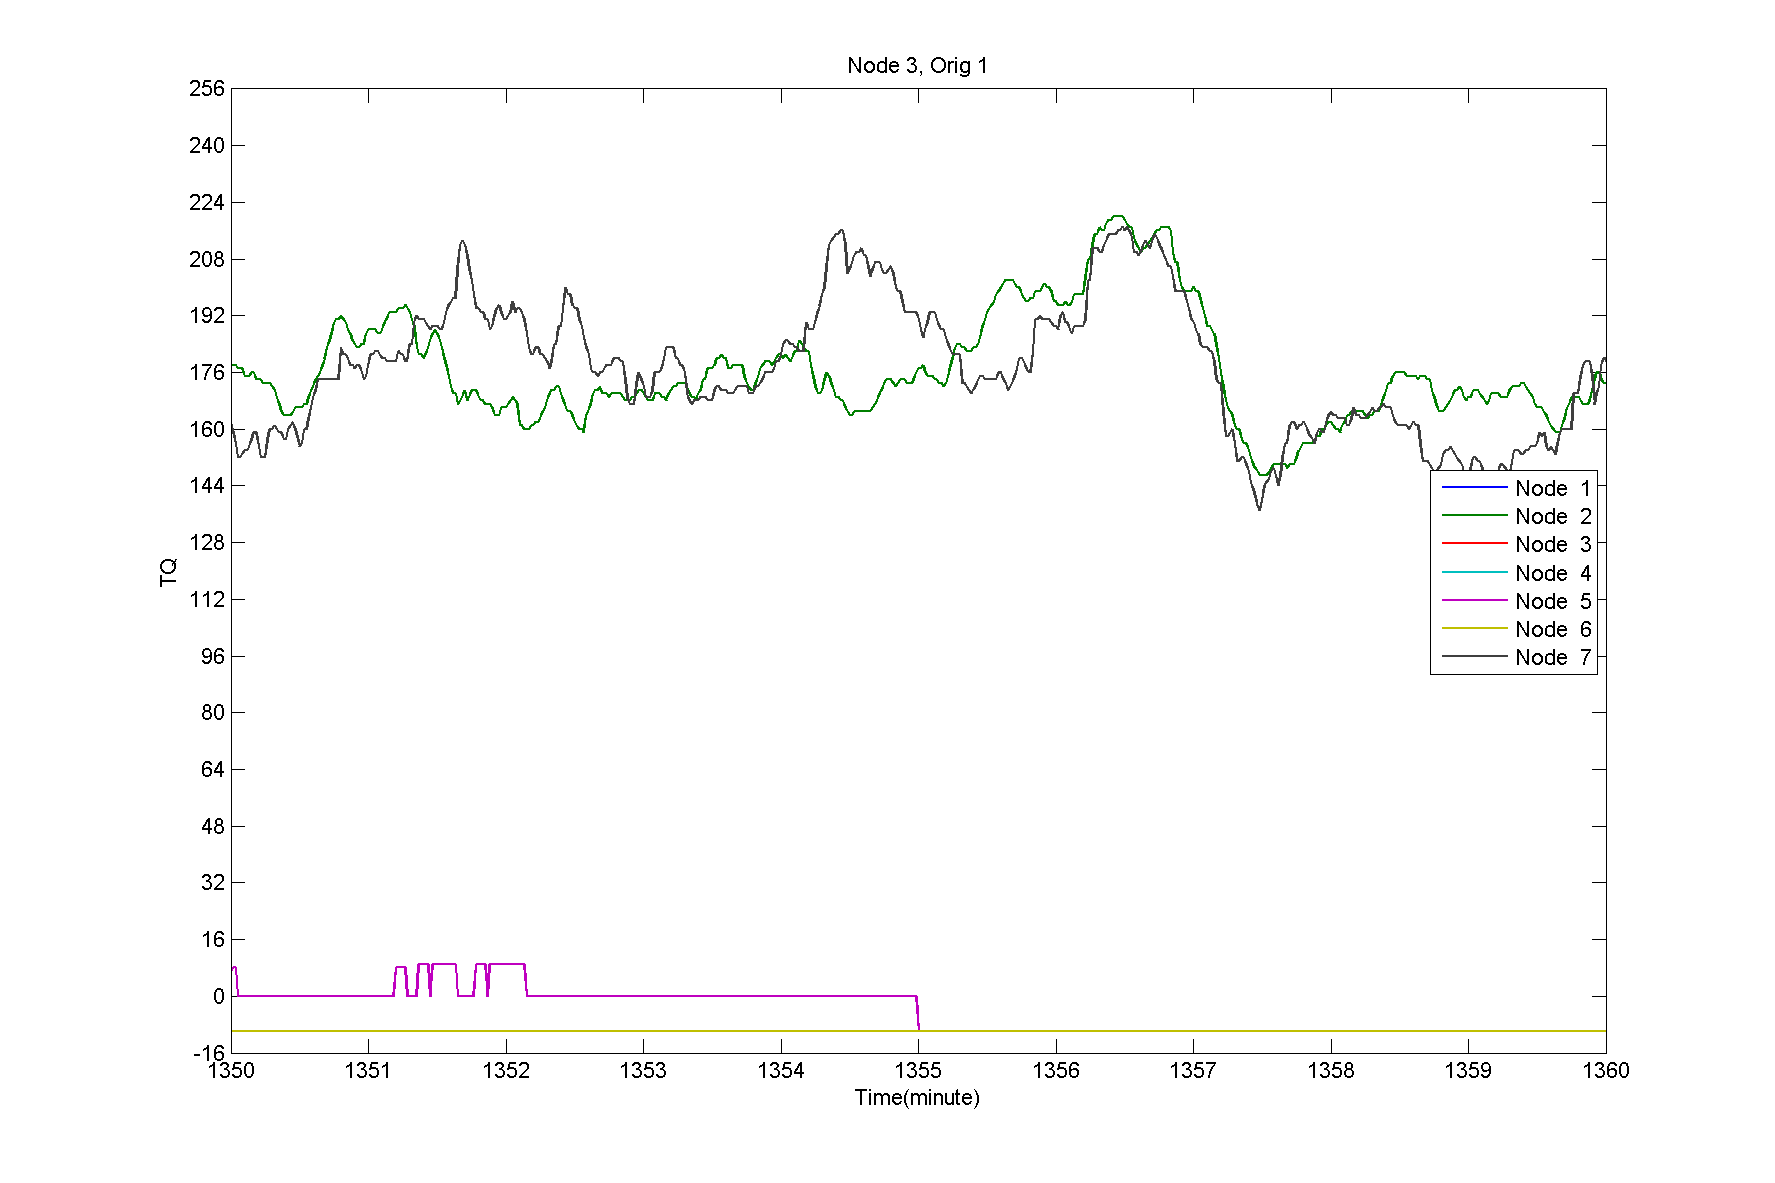 Node 3, Orig 1
256
240
224
208
192
176
160
144
128
112
96
80
64
48
32
16
0
-16
TQ
Node 1
Node 2
Node 3
Node 4
Node 5
Node 6
Node 7
1350 1351 1352 1353 1354 1355 1356 1357 1358 1359 1360
Time(minute)